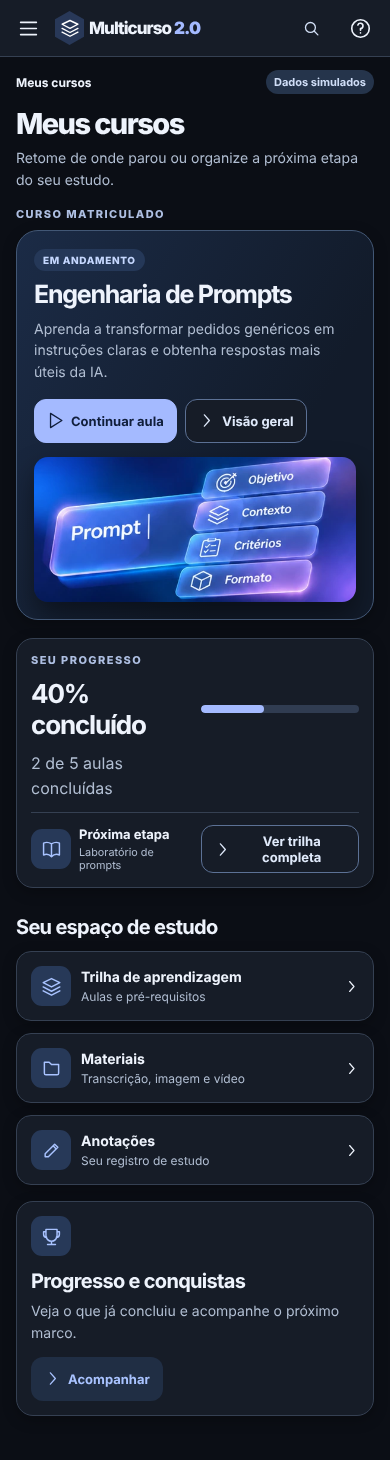 Multicurso 2.0
Meus cursos
Dados simulados
Meus cursos
Retome de onde parou ou organize a próxima etapa
do seu estudo.
CURSO MATRICULADO
EM ANDAMENTO
Engenharia de Prompts
Aprenda a transformar pedidos genéricos em
instruções claras e obtenha respostas mais
úteis da IA.
Continuar aula
Visão geral
Prompt
Objetivo
Contexto
Critérios
Formato
SEU PROGRESSO
40%
concluído
2 de 5 aulas
concluídas
Próxima etapa
Laboratório de
prompts
Ver trilha
completa
Seu espaço de estudo
Trilha de aprendizagem
Aulas e pré-requisitos
Materiais
Transcrição, imagem e vídeo
Anotações
Seu registro de estudo
Progresso e conquistas
Veja o que já concluiu e acompanhe o próximo
marco.
Acompanhar